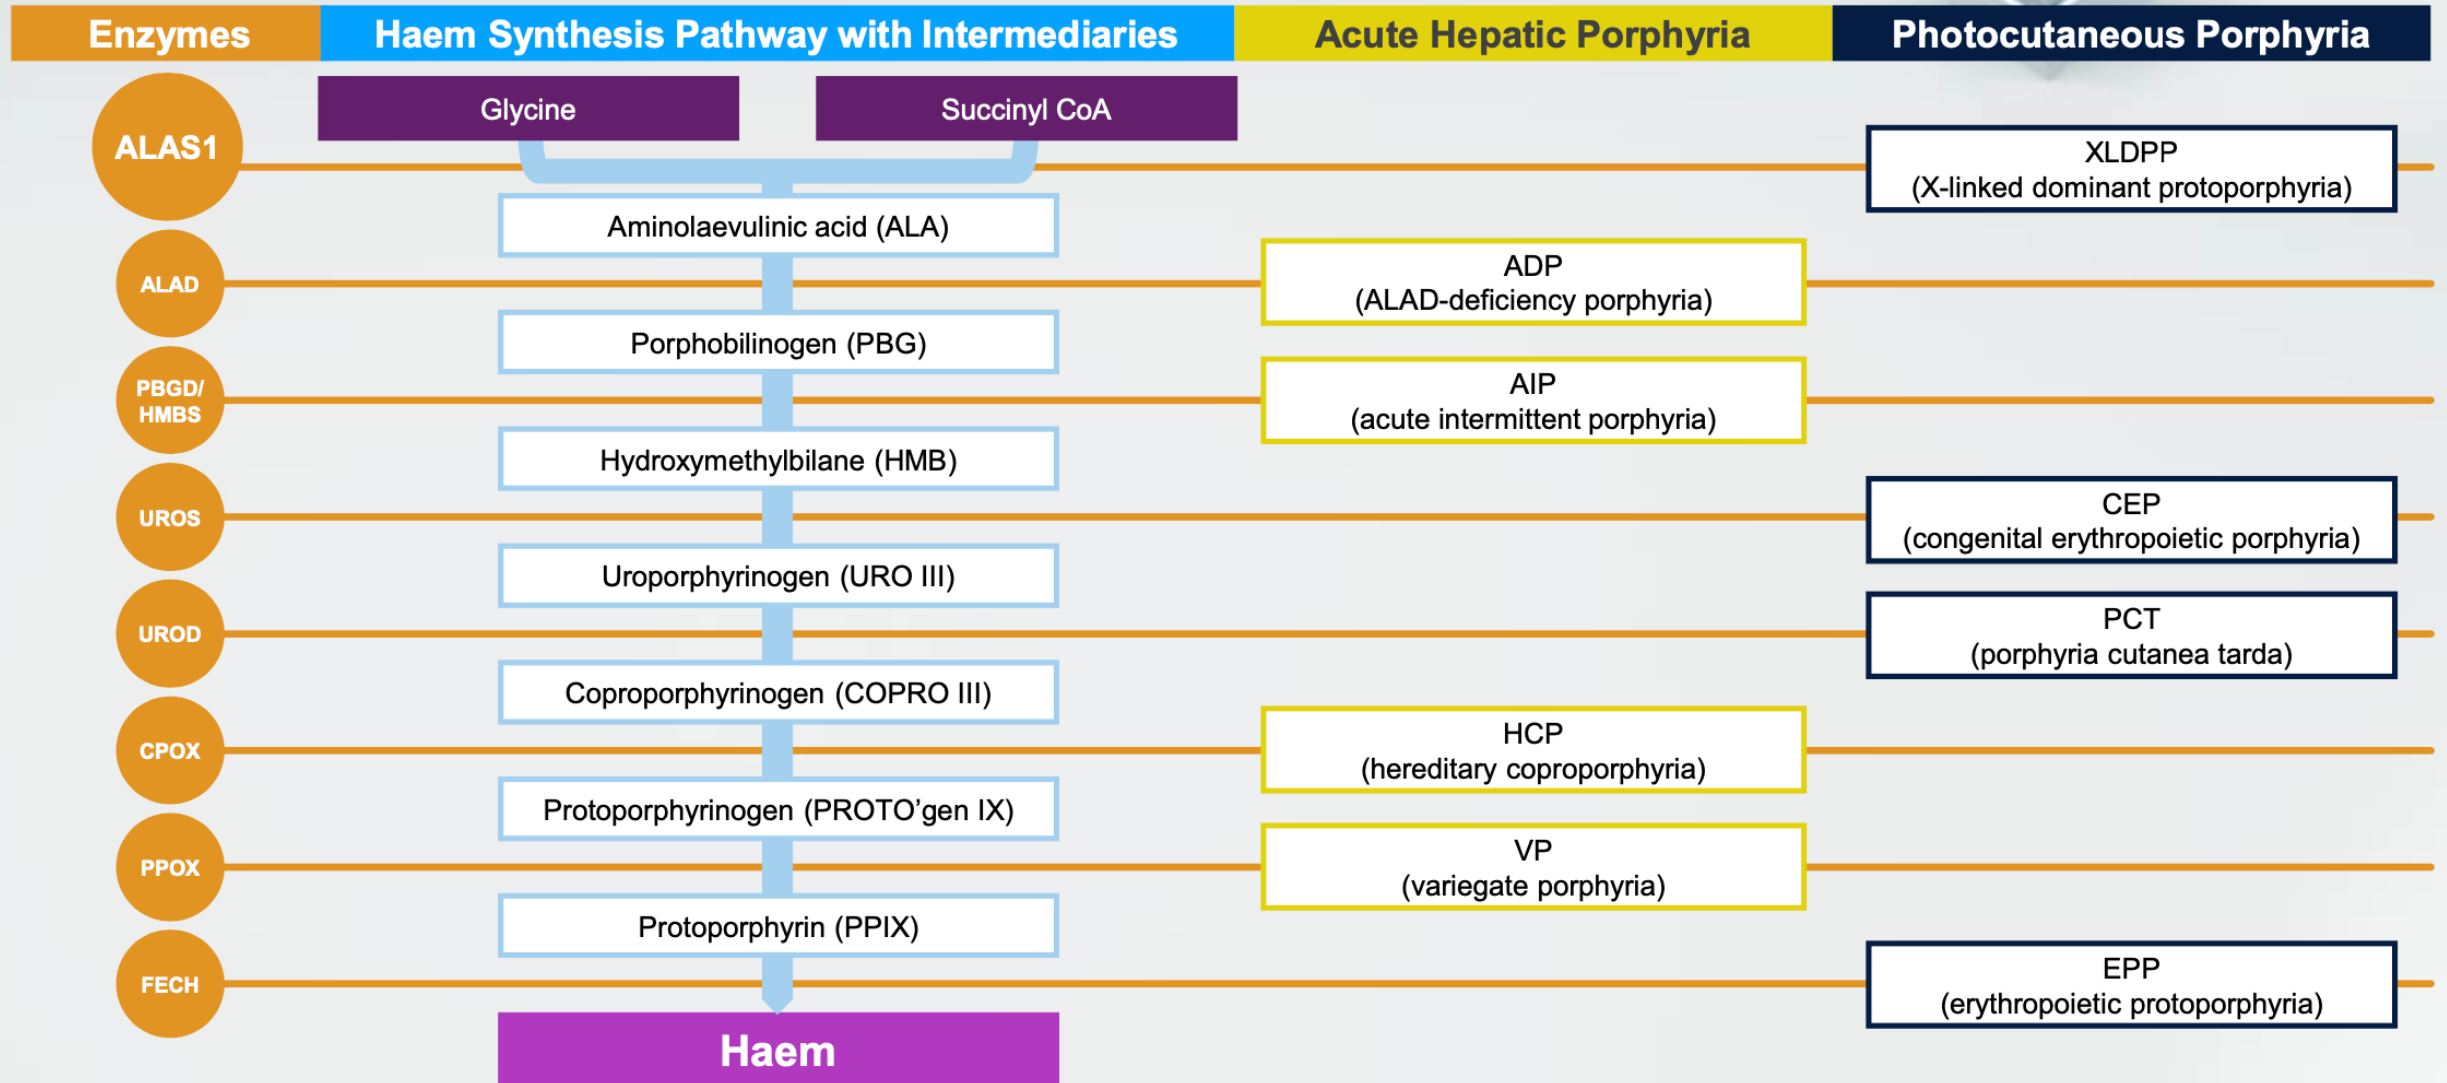 Enzymes
Haem Synthesis Pathway with Intermediaries
Acute Hepatic Porphyria
Photocutaneous Porphyria
ALAS1
Glycine
Succinyl CoA
XLDPP
(X-linked dominant protoporphyria)
Aminolaevulinic acid (ALA)
ALAD
ADP
(ALAD-deficiency porphyria)
Porphobilinogen (PBG)
PBGD/
HMBS
AIP
(acute intermittent porphyria)
Hydroxymethylbilane (HMB)
UROS
CEP
(congenital erythropoietic porphyria)
Uroporphyrinogen (URO III)
UROD
PCT
(porphyria cutanea tarda)
Coproporphyrinogen (COPRO III)
CPOX
HCP
(hereditary coproporphyria)
Protoporphyrinogen (PROTO’gen IX)
PPOX
VP
(variegate porphyria)
Protoporphyrin (PPIX)
FECH
EPP
(erythropoietic protoporphyria)
Haem